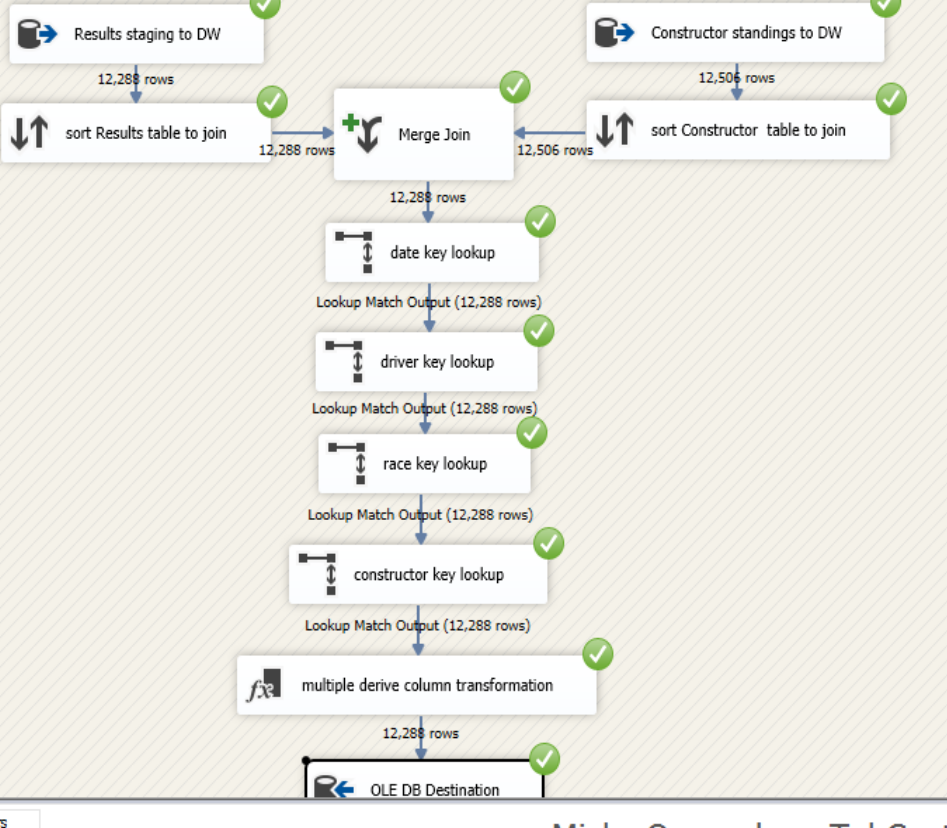 Results staging to DW
Constructor standings to DW
12,288 rows
12,506 rows
sort Results table to join
Merge Join
sort Constructor table to join
12,288 rows
12,506 rows
12,288 rows
date key lookup
Lookup Match Output (12,288 rows)
driver key lookup
Lookup Match Output (12,288 rows)
race key lookup
Lookup Match Output (12,288 rows)
constructor key lookup
Lookup Match Output (12,288 rows)
fx
multiple derive column transformation
12,288 rows
OLE DB Destination